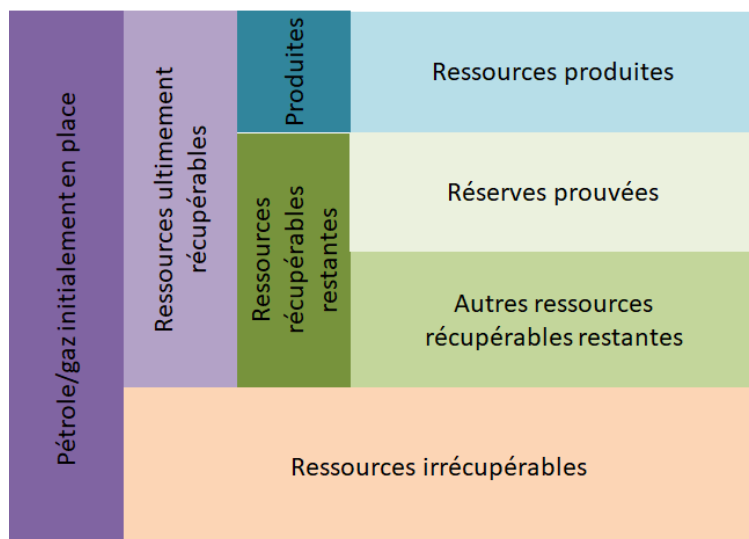 Pétrole/gaz initialement en place
Ressources ultimement
récupérables
Produites
Ressources produites
Ressources
récupérables
restantes
Réserves prouvées
Autres ressources
récupérables restantes
Ressources irrécupérables